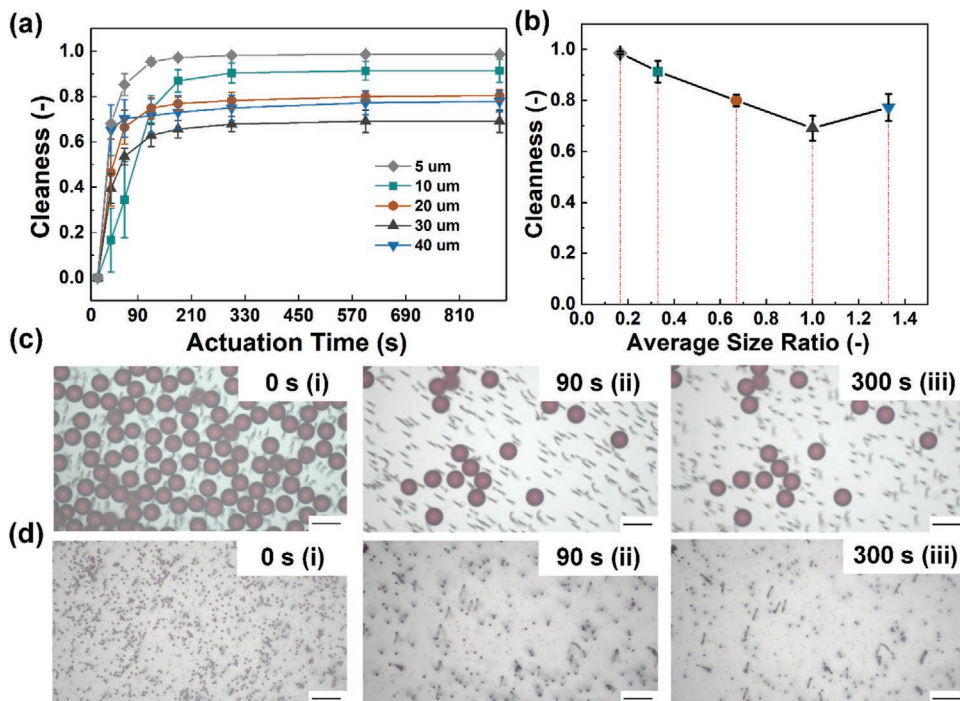 (a)
Cleaness (-)
1.0
0.8
0.6
0.4
0.2
0.0
5 um
10 um
20 um
30 um
40 um
0 90 210 330 450 570 690 810
Actuation Time (s)
(b)
Cleanness (-)
1.0
0.8
0.6
0.4
0.2
0.0
0.0 0.2 0.4 0.6 0.8 1.0 1.2 1.4
Average Size Ratio (-)
(c)
0 s (i) 90 s (ii) 300 s (iii)
(d)
0 s (i) 90 s (ii) 300 s (iii)